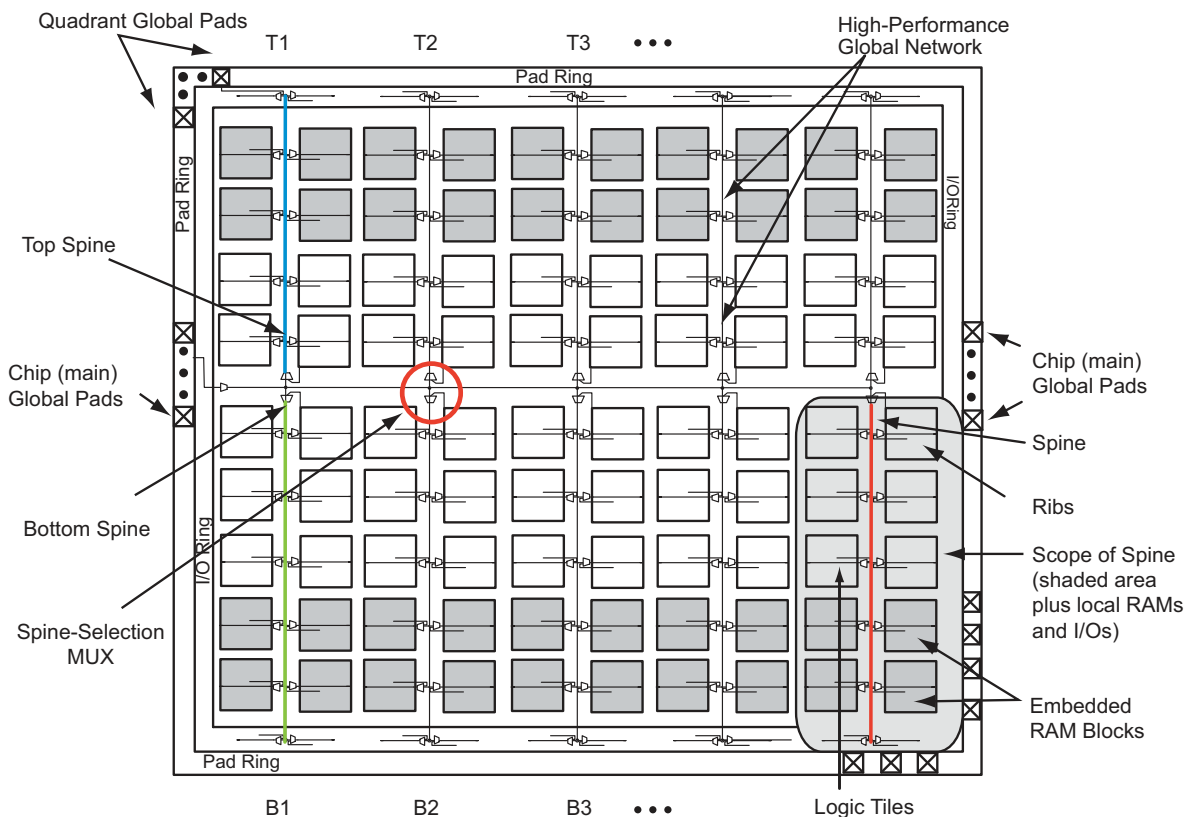 Quadrant Global Pads
T1
T2
T3
•••
High-Performance
Global Network
Pad Ring
Pad Ring
I/ORing
Top Spine
Chip (main)
Global Pads
Chip (main)
Global Pads
Spine
Bottom Spine
Ribs
I/O Ring
Scope of Spine
(shaded area
plus local RAMs
and I/Os)
Spine-Selection
MUX
Embedded
RAM Blocks
Pad Ring
B1
B2
B3
•••
Logic Tiles